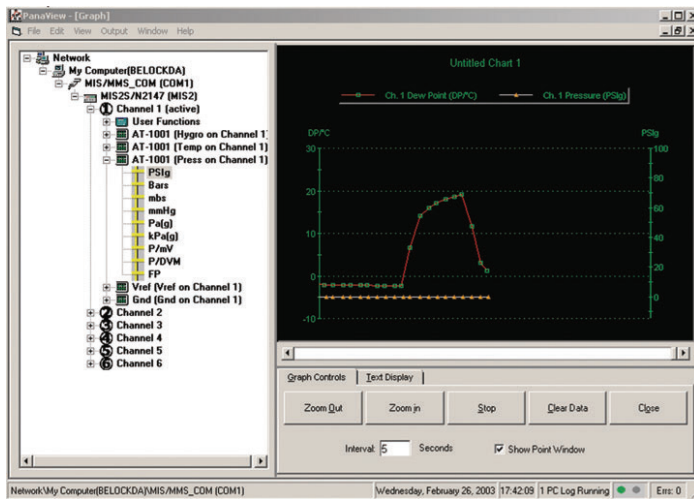 PanaView - [Graph]
File Edit View Output Window Help
Network
My Computer(BELOCKDA)
MIS/MMS_COM (COM1)
MIS2S/N2147 (MIS2)
1 Channel 1 (active)
User Functions
AT-1001 (Hygro on Channel 1)
AT-1001 (Temp on Channel 1)
AT-1001 (Press on Channel 1)
PSIg
Bars
mbs
mmHg
Pa(g)
kPa(g)
P/mV
P/DVM
FP
Vref (Vref on Channel 1)
Gnd (Gnd on Channel 1)
2 Channel 2
3 Channel 3
4 Channel 4
5 Channel 5
6 Channel 6
Untitled Chart 1
Ch. 1 Dew Point (DP/°C) Ch. 1 Pressure (PSIg)
DP/°C PSIg
30 100
80
20
60
10
40
0 20
0
-10
Graph Controls Text Display
Zoom Out Zoom in Stop Clear Data Close
Interval: 5 Seconds Show Point Window
Network\My Computer(BELOCKDA)\MIS/MMS_COM (COM1) Wednesday, February 26, 2003 17:42:09 1 PC Log Running Errs: 0